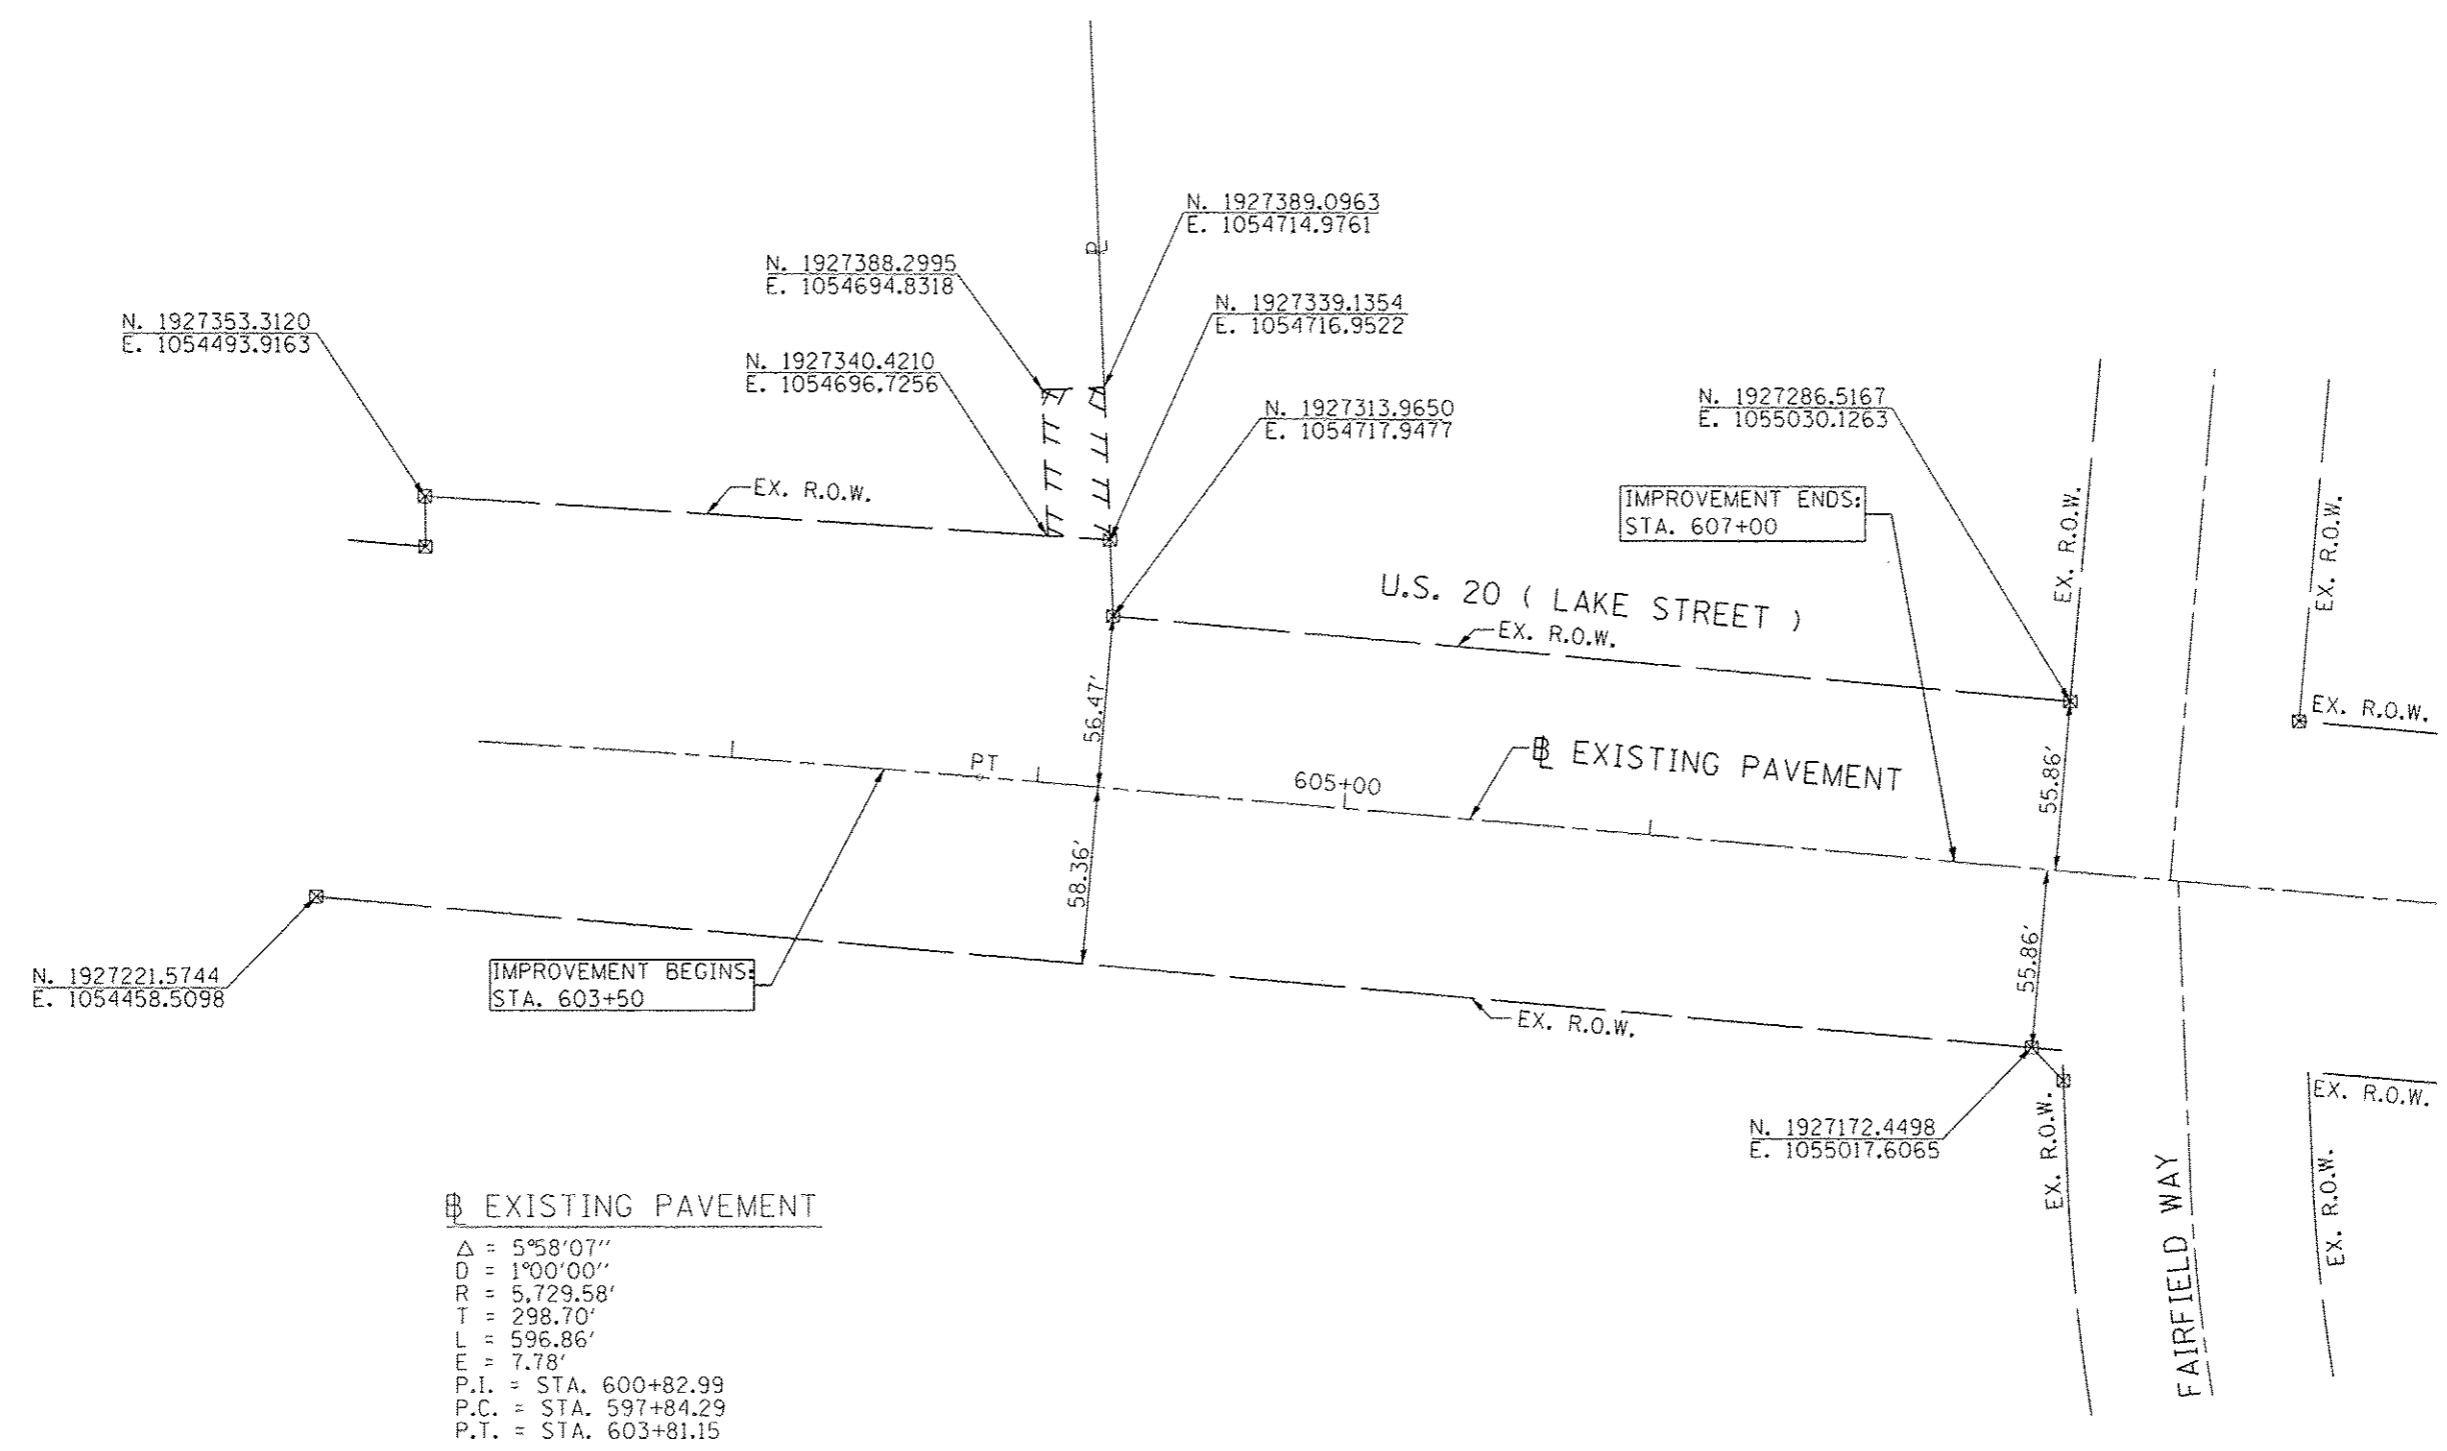 N. 1927389.0963
E. 1054714.9761
N. 1927388.2995
E. 1054694.8318
N. 1927339.1354
E. 1054716.9522
N. 1927353.3120
E. 1054493.9163
N. 1927340.4210
E. 1054696.7256
N. 1927313.9650
E. 1054717.9477
N. 1927286.5167
E. 1055030.1263
EX. R.O.W.
IMPROVEMENT ENDS:
STA. 607+00
EX. R.O.W.
EX. R.O.W.
U.S. 20 ( LAKE STREET )
EX. R.O.W.
56.47'
EX. R.O.W.
PT
605+00
℄ EXISTING PAVEMENT
55.86'
58.36'
N. 1927221.5744
E. 1054458.5098
IMPROVEMENT BEGINS:
STA. 603+50
55.86'
EX. R.O.W.
N. 1927172.4498
E. 1055017.6065
EX. R.O.W.
EX. R.O.W.
EX. R.O.W.
FAIRFIELD WAY
℄ EXISTING PAVEMENT
Δ = 5°58'07''
D = 1°00'00''
R = 5,729.58'
T = 298.70'
L = 596.86'
E = 7.78'
P.I. = STA. 600+82.99
P.C. = STA. 597+84.29
P.T. = STA. 603+81.15